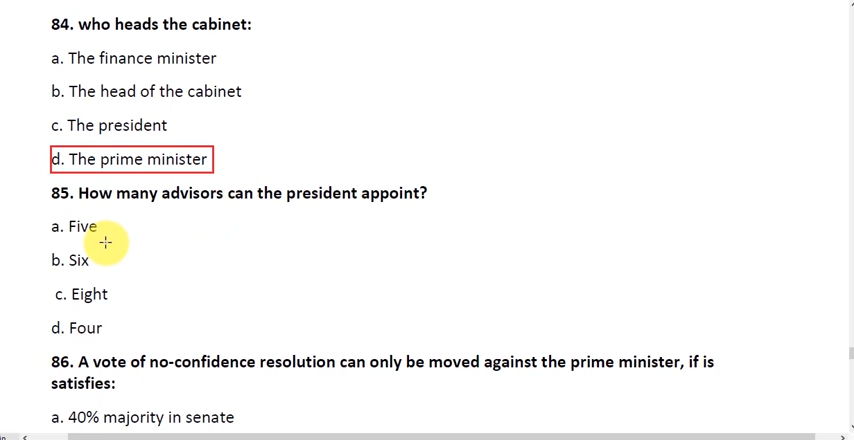 84. who heads the cabinet:
a. The finance minister
b. The head of the cabinet
c. The president
d. The prime minister
85. How many advisors can the president appoint?
a. Five
b. Six
c. Eight
d. Four
86. A vote of no-confidence resolution can only be moved against the prime minister, if is
satisfies:
a. 40% majority in senate